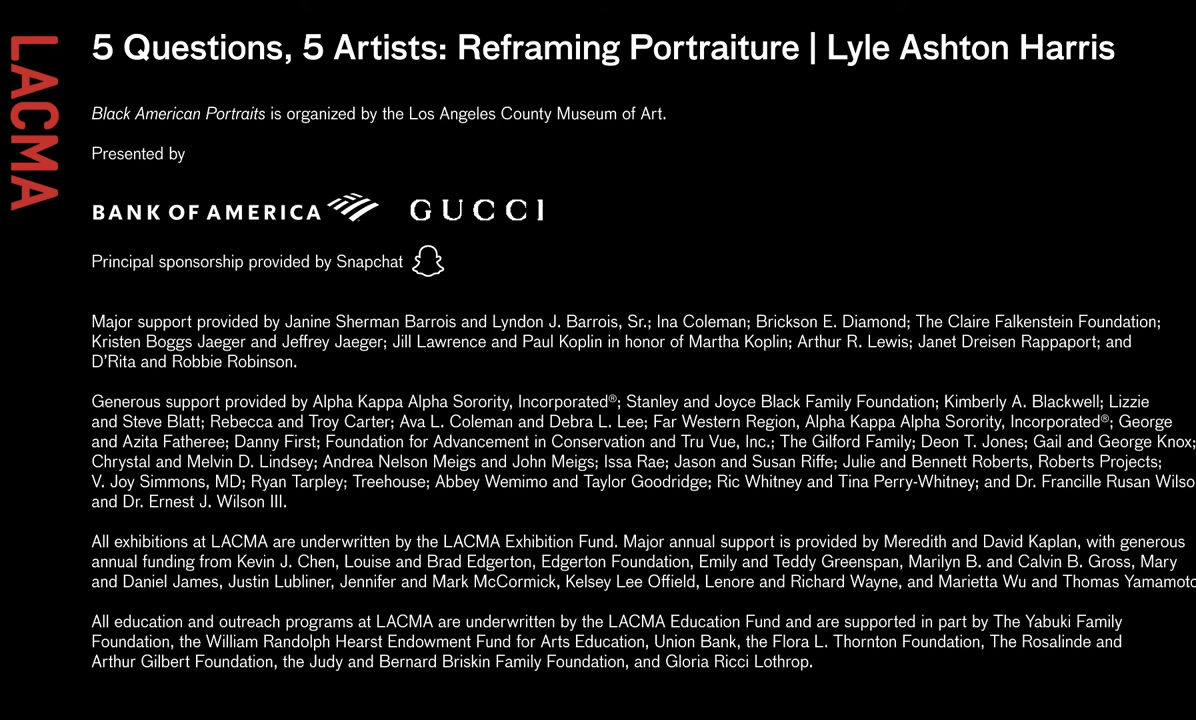 LACMA
5 Questions, 5 Artists: Reframing Portraiture | Lyle Ashton Harris
Black American Portraits is organized by the Los Angeles County Museum of Art.
Presented by
BANK OF AMERICA GUCCI
Principal sponsorship provided by Snapchat
Major support provided by Janine Sherman Barrois and Lyndon J. Barrois, Sr.; Ina Coleman; Brickson E. Diamond; The Claire Falkenstein Foundation;
Kristen Boggs Jaeger and Jeffrey Jaeger; Jill Lawrence and Paul Koplin in honor of Martha Koplin; Arthur R. Lewis; Janet Dreisen Rappaport; and
D'Rita and Robbie Robinson.
Generous support provided by Alpha Kappa Alpha Sorority, Incorporated®; Stanley and Joyce Black Family Foundation; Kimberly A. Blackwell; Lizzie
and Steve Blatt; Rebecca and Troy Carter; Ava L. Coleman and Debra L. Lee; Far Western Region, Alpha Kappa Alpha Sorority, Incorporated®; George
and Azita Fatheree; Danny First; Foundation for Advancement in Conservation and Tru Vue, Inc.; The Gilford Family; Deon T. Jones; Gail and George Knox;
Chrystal and Melvin D. Lindsey; Andrea Nelson Meigs and John Meigs; Issa Rae; Jason and Susan Riffe; Julie and Bennett Roberts, Roberts Projects;
V. Joy Simmons, MD; Ryan Tarpley; Treehouse; Abbey Wemimo and Taylor Goodridge; Ric Whitney and Tina Perry-Whitney; and Dr. Francille Rusan Wilso
and Dr. Ernest J. Wilson III.
All exhibitions at LACMA are underwritten by the LACMA Exhibition Fund. Major annual support is provided by Meredith and David Kaplan, with generous
annual funding from Kevin J. Chen, Louise and Brad Edgerton, Edgerton Foundation, Emily and Teddy Greenspan, Marilyn B. and Calvin B. Gross, Mary
and Daniel James, Justin Lubliner, Jennifer and Mark McCormick, Kelsey Lee Offield, Lenore and Richard Wayne, and Marietta Wu and Thomas Yamamoto
All education and outreach programs at LACMA are underwritten by the LACMA Education Fund and are supported in part by The Yabuki Family
Foundation, the William Randolph Hearst Endowment Fund for Arts Education, Union Bank, the Flora L. Thornton Foundation, The Rosalinde and
Arthur Gilbert Foundation, the Judy and Bernard Briskin Family Foundation, and Gloria Ricci Lothrop.